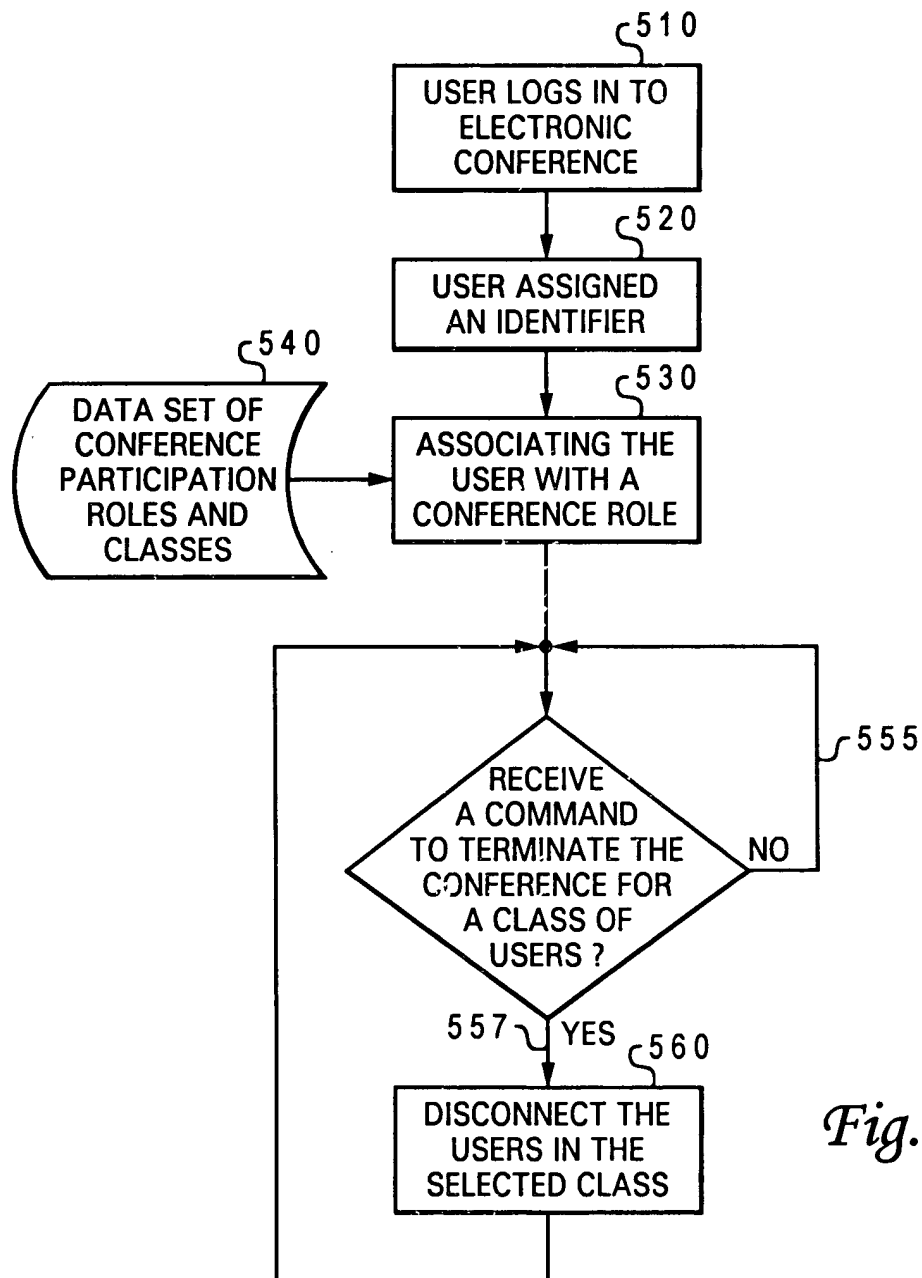 510
USER LOGS IN TO
ELECTRONIC
CONFERENCE
520
USER ASSIGNED
AN IDENTIFIER
540
DATA SET OF
CONFERENCE
PARTICIPATION
ROLES AND
CLASSES
530
ASSOCIATING THE
USER WITH A
CONFERENCE ROLE
555
RECEIVE
A COMMAND
TO TERMINATE THE
CONFERENCE FOR
A CLASS OF
USERS ?
NO
557
YES
560
DISCONNECT THE
USERS IN THE
SELECTED CLASS
Fig.